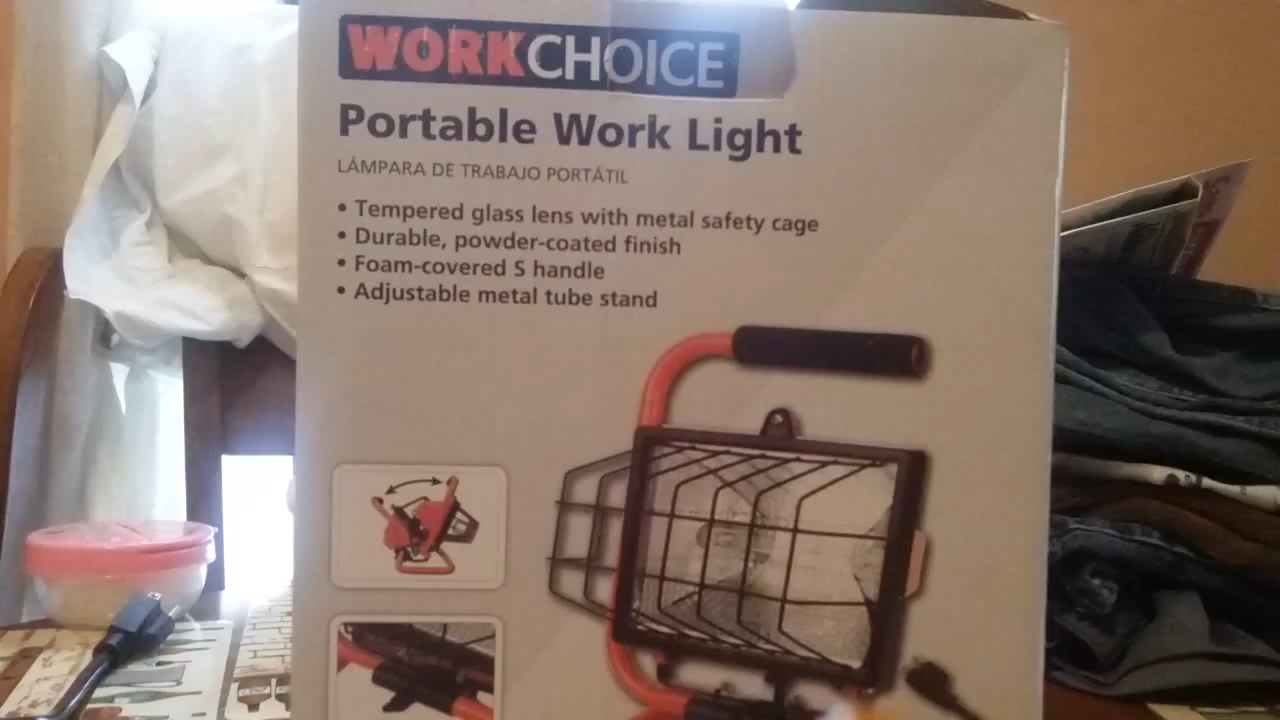 WORKCHOICE
Portable Work Light
LÁMPARA DE TRABAJO PORTÁTIL
• Tempered glass lens with metal safety cage
• Durable, powder-coated finish
• Foam-covered S handle
• Adjustable metal tube stand